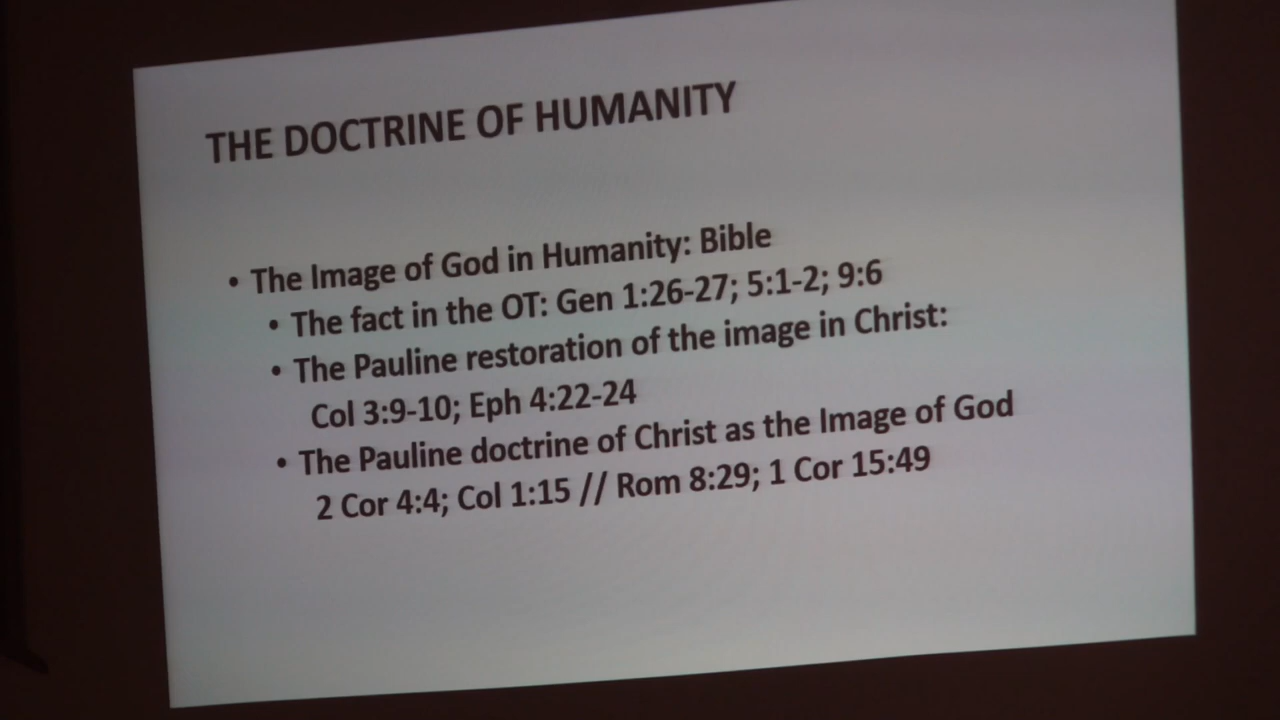 THE DOCTRINE OF HUMANITY
• The Image of God in Humanity: Bible
• The fact in the OT: Gen 1:26-27; 5:1-2; 9:6
• The Pauline restoration of the image in Christ:
Col 3:9-10; Eph 4:22-24
• The Pauline doctrine of Christ as the Image of God
2 Cor 4:4; Col 1:15 // Rom 8:29; 1 Cor 15:49